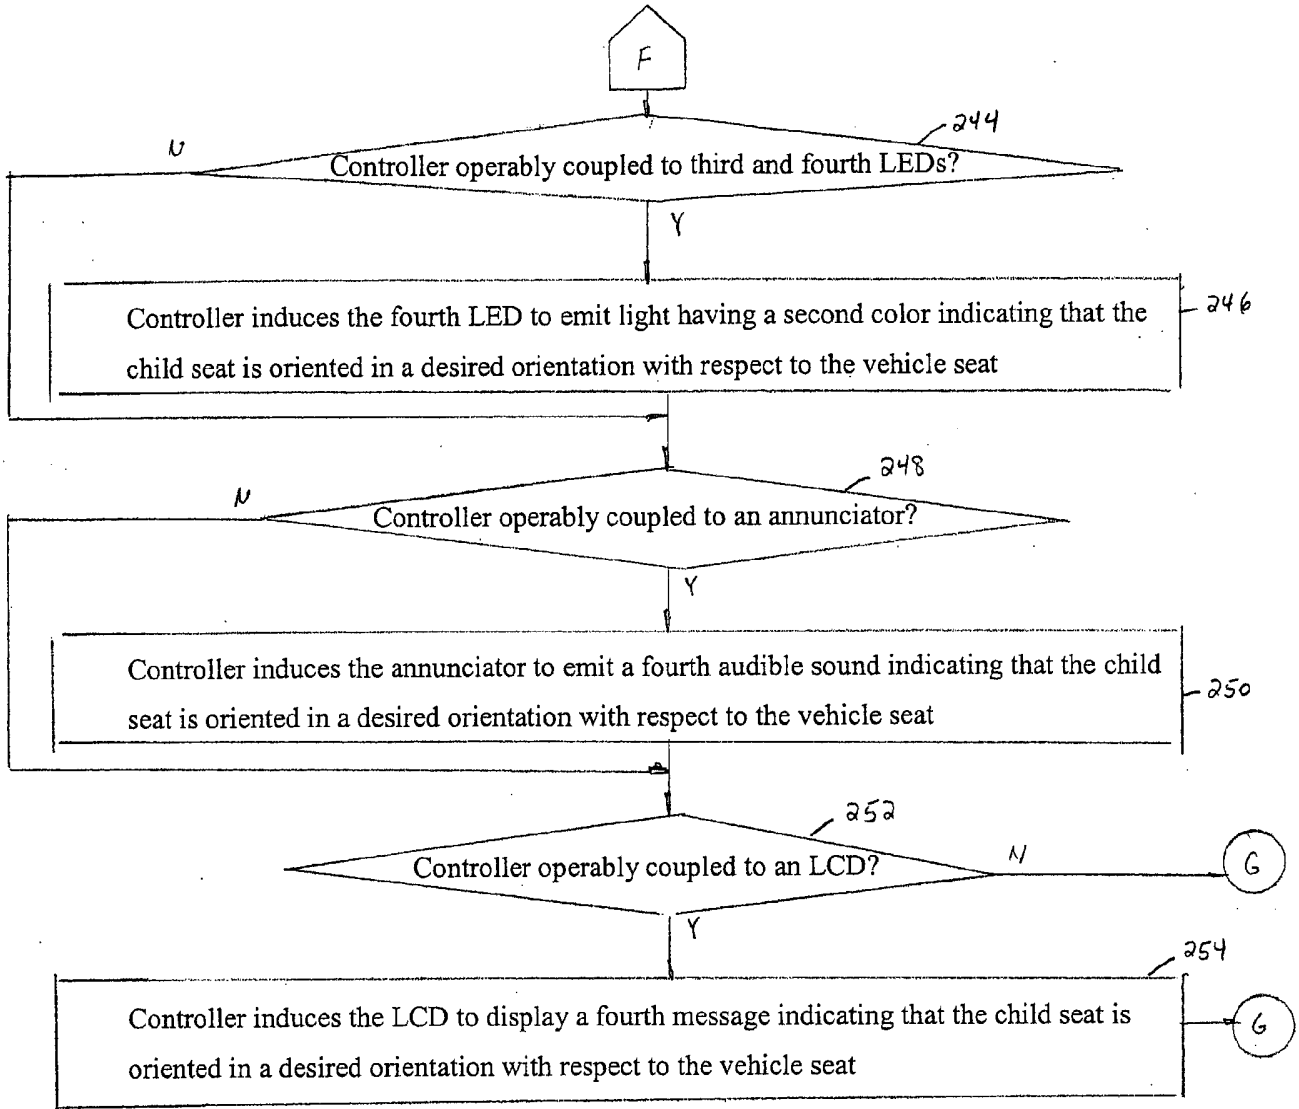 F
244
N
Controller operably coupled to third and fourth LEDs?
Y
246
Controller induces the fourth LED to emit light having a second color indicating that the
child seat is oriented in a desired orientation with respect to the vehicle seat
248
N
Controller operably coupled to an annunciator?
Y
Controller induces the annunciator to emit a fourth audible sound indicating that the child
250
seat is oriented in a desired orientation with respect to the vehicle seat
252
N
Controller operably coupled to an LCD?
G
Y
254
Controller induces the LCD to display a fourth message indicating that the child seat is
G
oriented in a desired orientation with respect to the vehicle seat